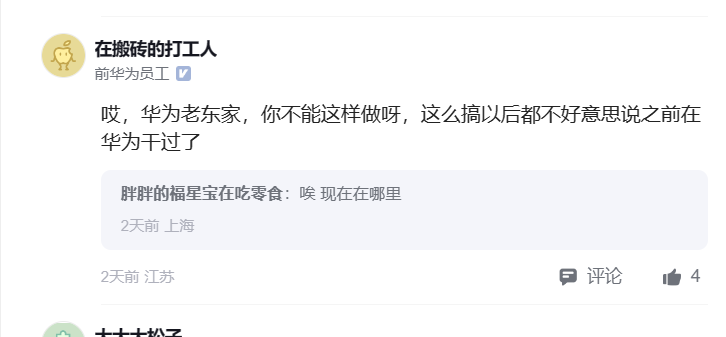 在搬砖的打工人
前华为员工
哎，华为老东家，你不能这样做呀，这么搞以后都不好意思说之前在
华为干过了
胖胖的福星宝在吃零食：唉 现在在哪里
2天前 上海
2天前 江苏 评论 4